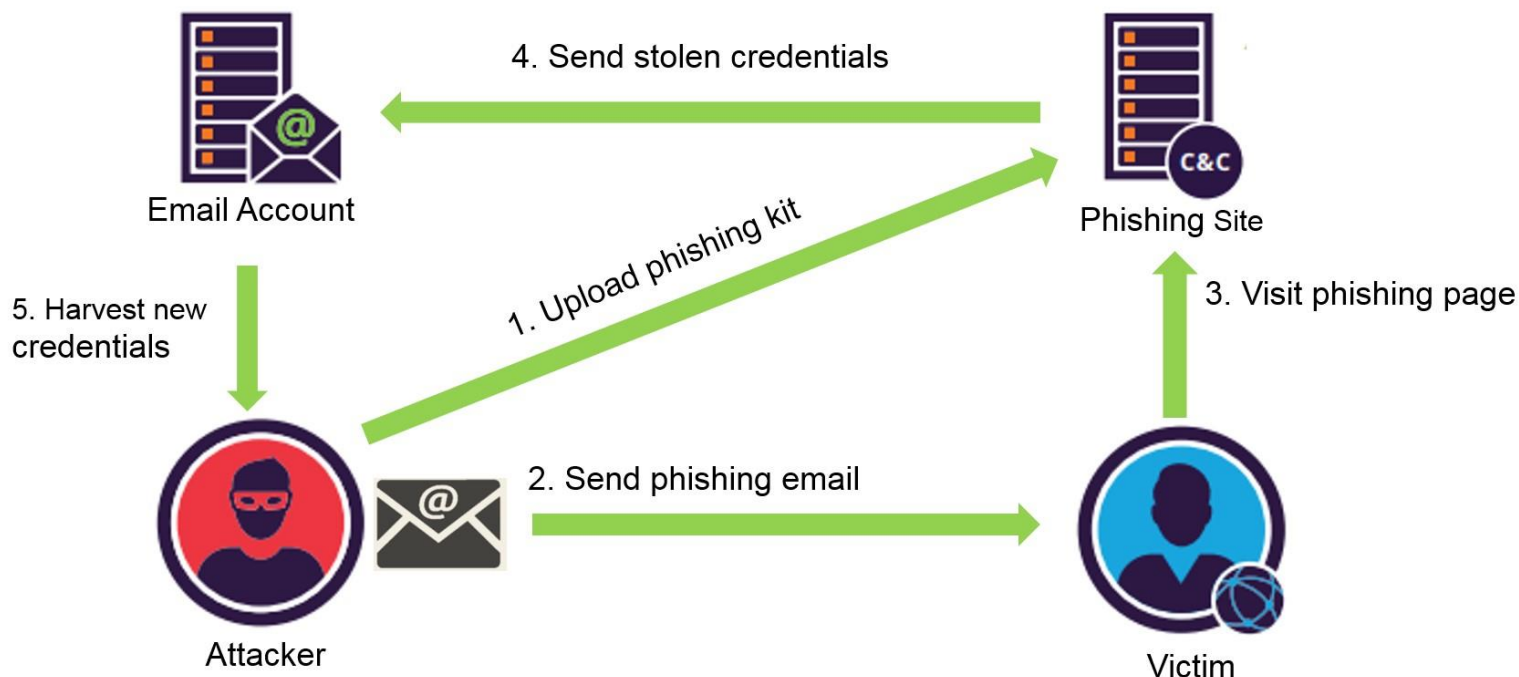 4. Send stolen credentials
@
C&C
Email Account
Phishing Site
1. Upload phishing kit
5. Harvest new
credentials
3. Visit phishing page
@
2. Send phishing email
Attacker
Victim